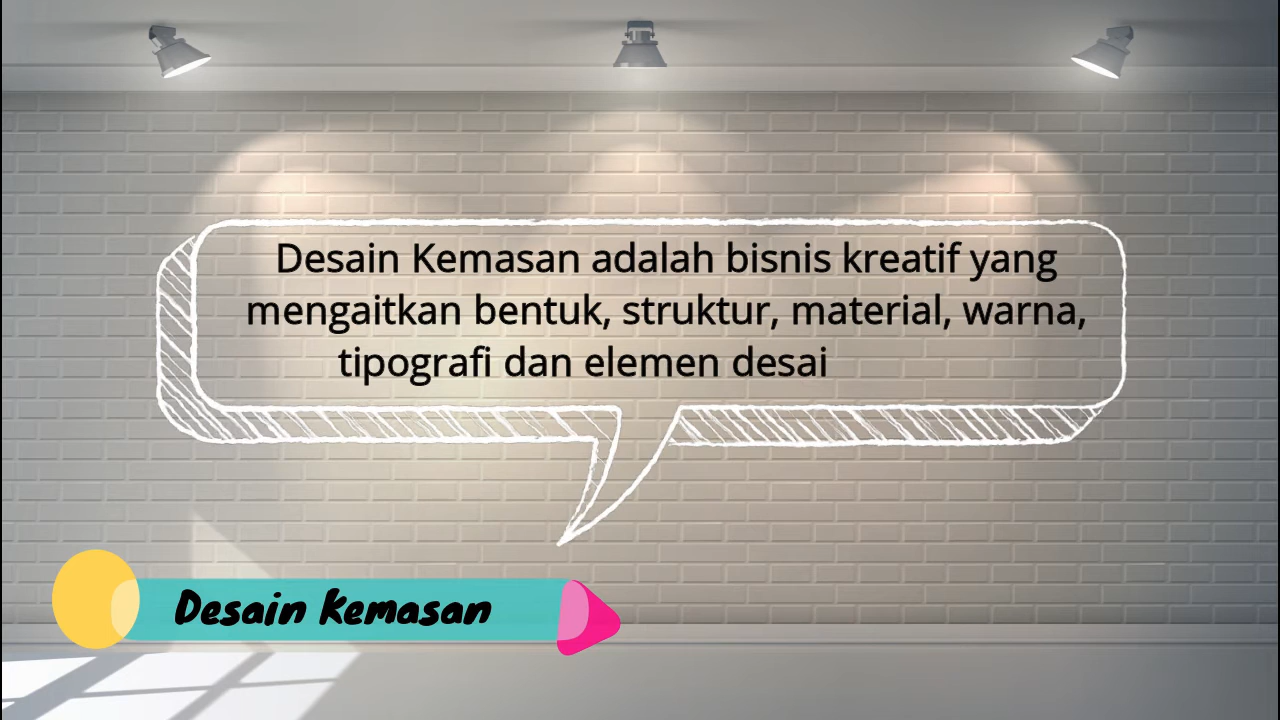 Desain Kemasan adalah bisnis kreatif yang
mengaitkan bentuk, struktur, material, warna,
tipografi dan elemen desai
Desain Kemasan